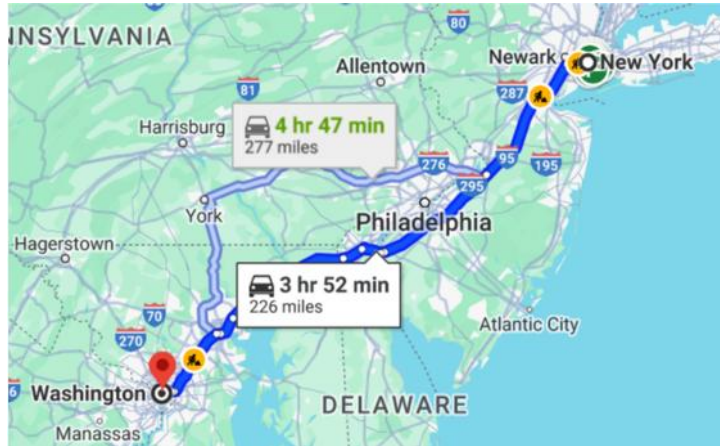 NNSYLVANIA
80
Newark
New York
Allentown
81
287
Harrisburg
4 hr 47 min
277 miles
276
95
195
295
York
Philadelphia
Hagerstown
3 hr 52 min
226 miles
70
270
Atlantic City
Washington
DELAWARE
Manassas